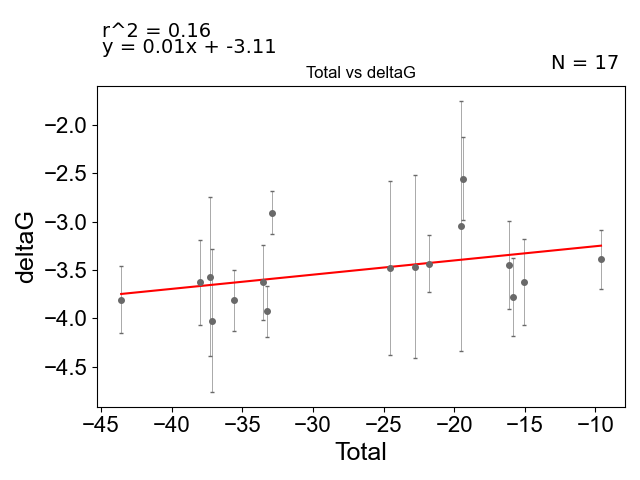 r^2 = 0.16
y = 0.01x + -3.11
N = 17
Total vs deltaG
−2.0
−2.5
−3.0
−3.5
−4.0
−4.5
deltaG
−45 −40 −35 −30 −25 −20 −15 −10
Total